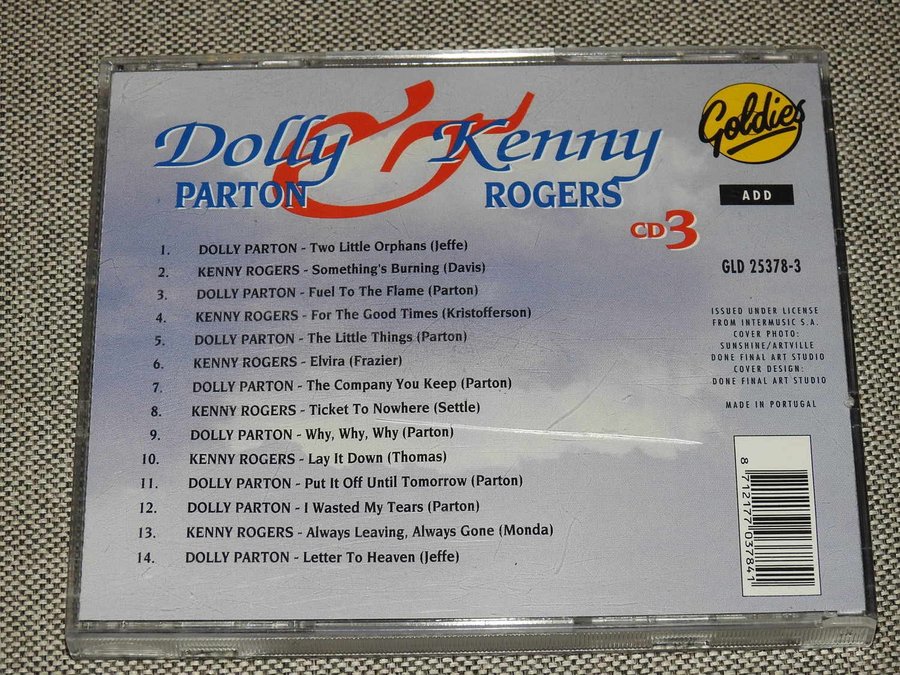 Dolly & Kenny
PARTON ROGERS
CD 3
Goldies
ADD
GLD 25378-3
1. DOLLY PARTON - Two Little Orphans (Jeffe)
2. KENNY ROGERS - Something's Burning (Davis)
3. DOLLY PARTON - Fuel To The Flame (Parton)
4. KENNY ROGERS - For The Good Times (Kristofferson)
5. DOLLY PARTON - The Little Things (Parton)
6. KENNY ROGERS - Elvira (Frazier)
7. DOLLY PARTON - The Company You Keep (Parton)
8. KENNY ROGERS - Ticket To Nowhere (Settle)
9. DOLLY PARTON - Why, Why, Why (Parton)
10. KENNY ROGERS - Lay It Down (Thomas)
11. DOLLY PARTON - Put It Off Until Tomorrow (Parton)
12. DOLLY PARTON - I Wasted My Tears (Parton)
13. KENNY ROGERS - Always Leaving, Always Gone (Monda)
14. DOLLY PARTON - Letter To Heaven (Jeffe)
ISSUED UNDER LICENSE
FROM INTERMUSIC S.A.
COVER PHOTO:
SUNSHINE/ARTVILLE
DONE FINAL ART STUDIO
COVER DESIGN:
DONE FINAL ART STUDIO
MADE IN PORTUGAL
8 712177 037841